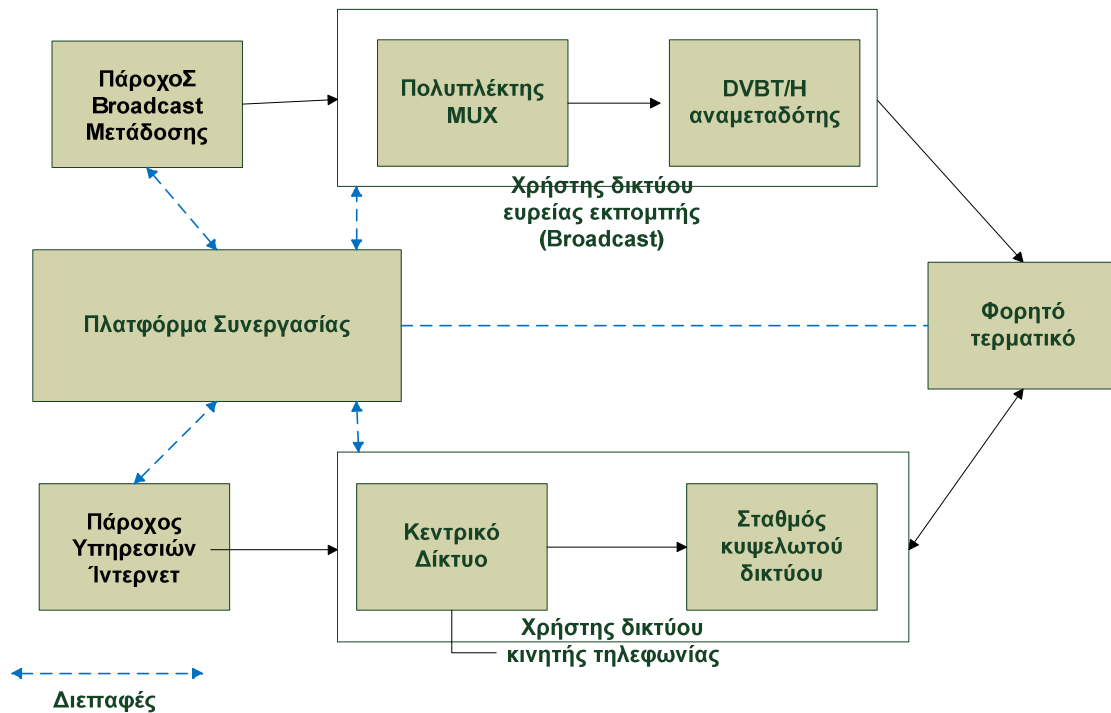 ΠάροχοΣ
Broadcast
Μετάδοσης
Πολυπλέκτης
MUX
DVBT/H
αναμεταδότης
Χρήστης δικτύου
ευρείας εκπομπής
(Broadcast)
Πλατφόρμα Συνεργασίας
Φορητό
τερματικό
Πάροχος
Υπηρεσιών
Ίντερνετ
Κεντρικό
Δίκτυο
Σταθμός
κυψελωτού
δικτύου
Χρήστης δικτύου
κινητής τηλεφωνίας
Διεπαφές